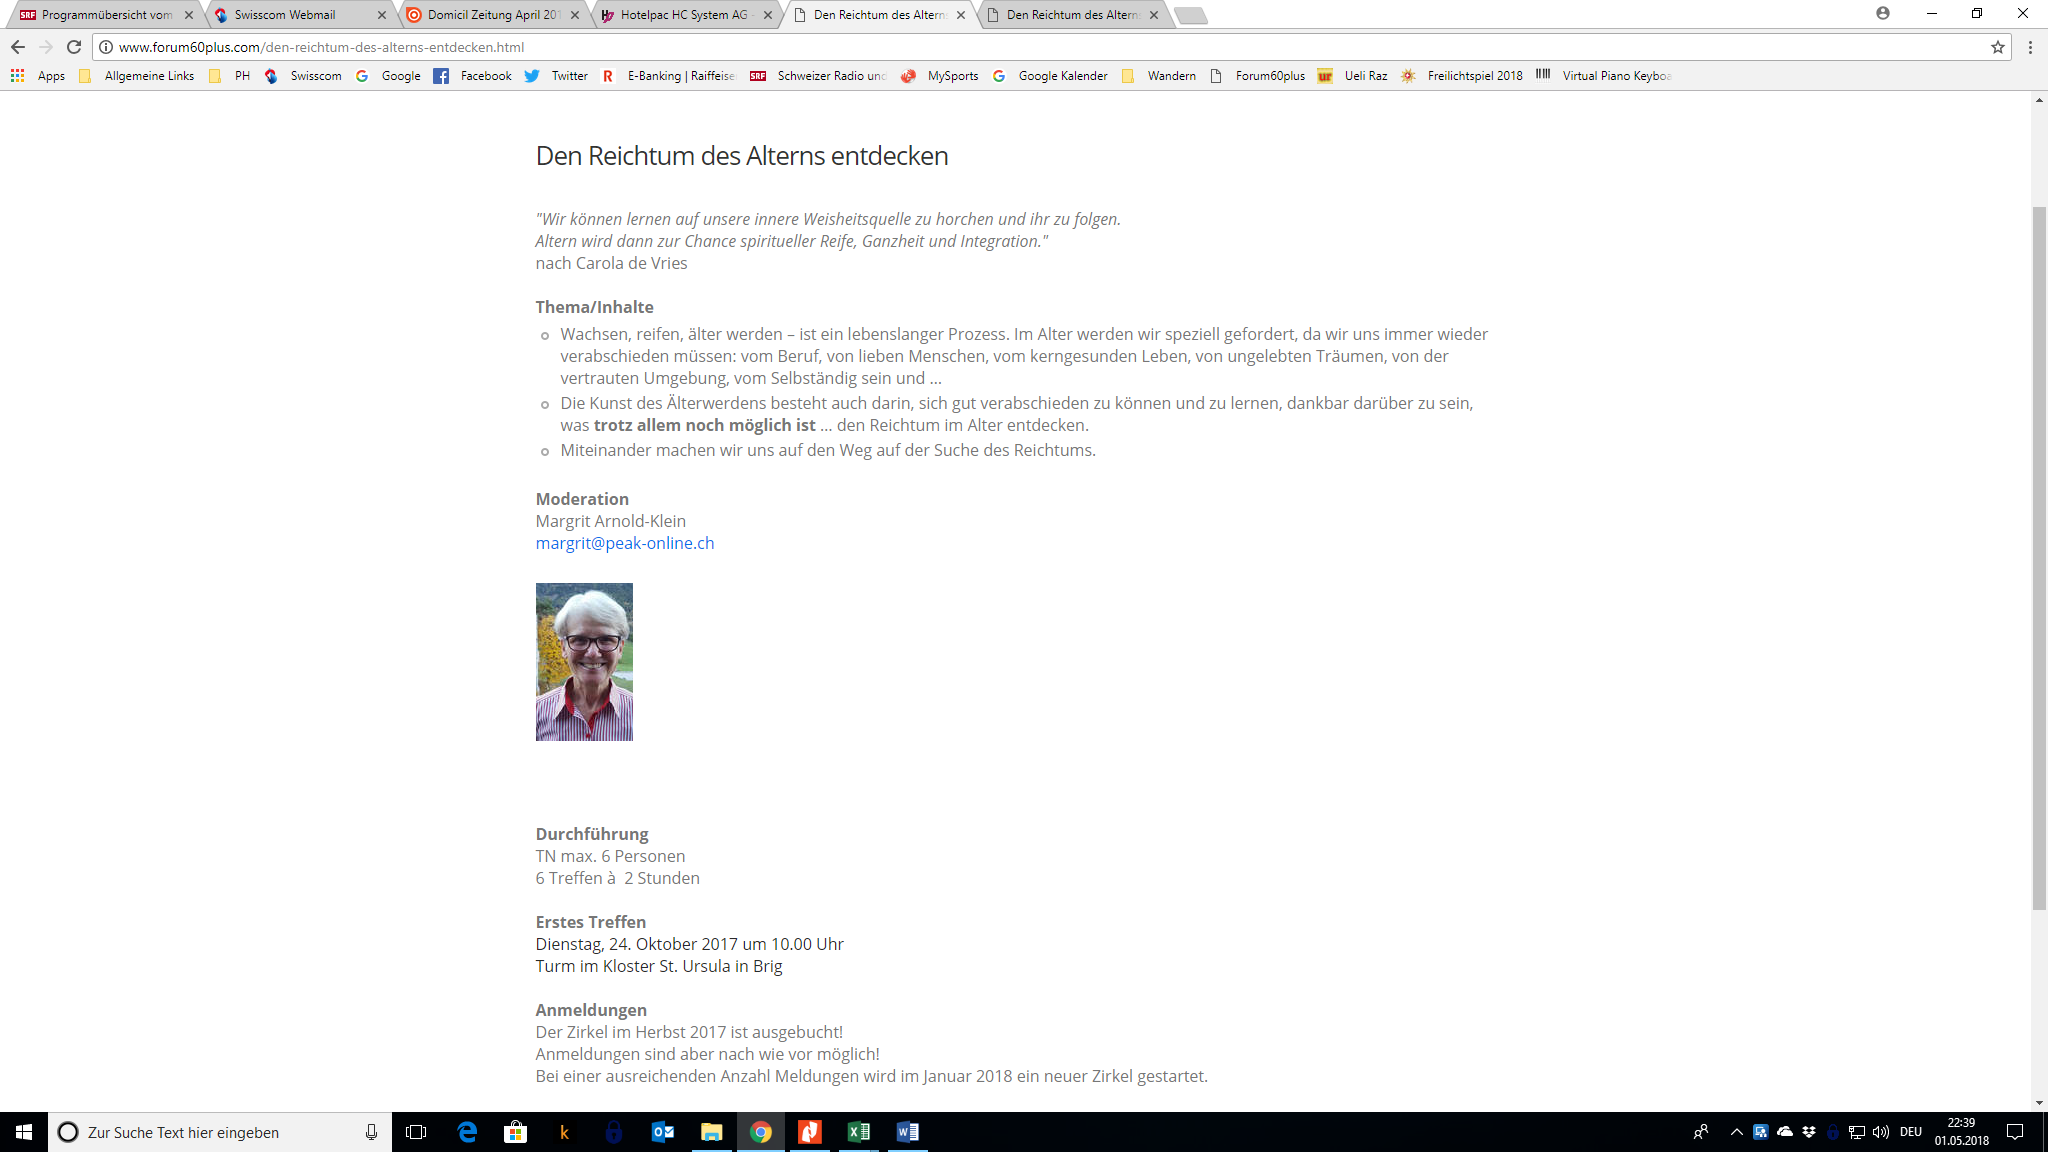 Programmübersicht vom
Swisscom Webmail
Domicil Zeitung April 201
Hotelpac HC System AG -
Den Reichtum des Altern
Den Reichtum des Altern
www.forum60plus.com/den-reichtum-des-alterns-entdecken.html
Apps
Allgemeine Links
PH
Swisscom
Google
Facebook
Twitter
E-Banking | Raiffeise
Schweizer Radio und
MySports
Google Kalender
Wandern
Forum60plus
Ueli Raz
Freilichtspiel 2018
Virtual Piano Keyboa
Den Reichtum des Alterns entdecken
"Wir können lernen auf unsere innere Weisheitsquelle zu horchen und ihr zu folgen.
Altern wird dann zur Chance spiritueller Reife, Ganzheit und Integration."
nach Carola de Vries
Thema/Inhalte
Wachsen, reifen, älter werden – ist ein lebenslanger Prozess. Im Alter werden wir speziell gefordert, da wir uns immer wieder
verabschieden müssen: vom Beruf, von lieben Menschen, vom kerngesunden Leben, von ungelebten Träumen, von der
vertrauten Umgebung, vom Selbständig sein und ...
Die Kunst des Älterwerdens besteht auch darin, sich gut verabschieden zu können und zu lernen, dankbar darüber zu sein,
was trotz allem noch möglich ist ... den Reichtum im Alter entdecken.
Miteinander machen wir uns auf den Weg auf der Suche des Reichtums.
Moderation
Margrit Arnold-Klein
margrit@peak-online.ch
Durchführung
TN max. 6 Personen
6 Treffen à 2 Stunden
Erstes Treffen
Dienstag, 24. Oktober 2017 um 10.00 Uhr
Turm im Kloster St. Ursula in Brig
Anmeldungen
Der Zirkel im Herbst 2017 ist ausgebucht!
Anmeldungen sind aber nach wie vor möglich!
Bei einer ausreichenden Anzahl Meldungen wird im Januar 2018 ein neuer Zirkel gestartet.
Zur Suche Text hier eingeben
DEU
22:39
01.05.2018